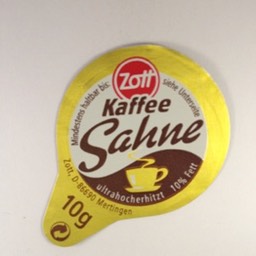 Zott
Mindestens haltbar bis: siehe Unterseite
Kaffee
Sahne
ultrahocherhitzt 10% Fett
Zott, D-86690 Mertingen
10g